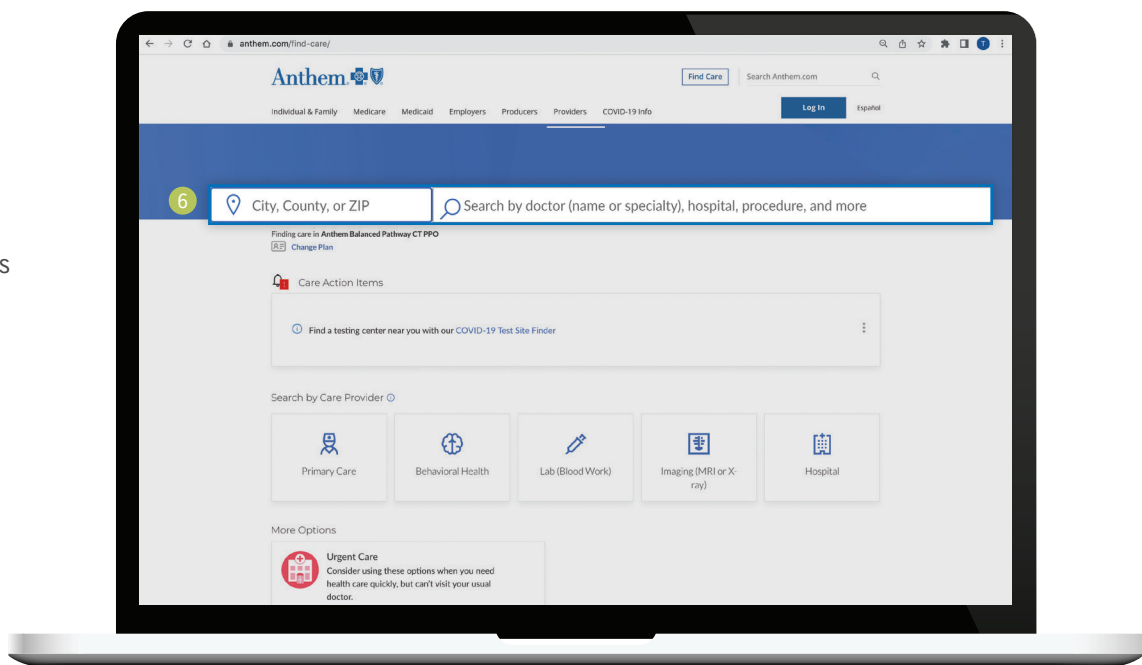 anthem.com/find-care/
T
Anthem
Find Care
Search Anthem.com
Individual & Family Medicare Medicaid Employers Producers Providers COVID-19 Info
Log In
Español
6
City, County, or ZIP
Search by doctor (name or specialty), hospital, procedure, and more
Finding care in Anthem Balanced Pathway CT PPO
Change Plan
s
Care Action Items
Find a testing center near you with our COVID-19 Test Site Finder
Search by Care Provider
Primary Care
Behavioral Health
Lab (Blood Work)
Imaging (MRI or X-
ray)
Hospital
More Options
Urgent Care
Consider using these options when you need
health care quickly, but can't visit your usual
doctor.